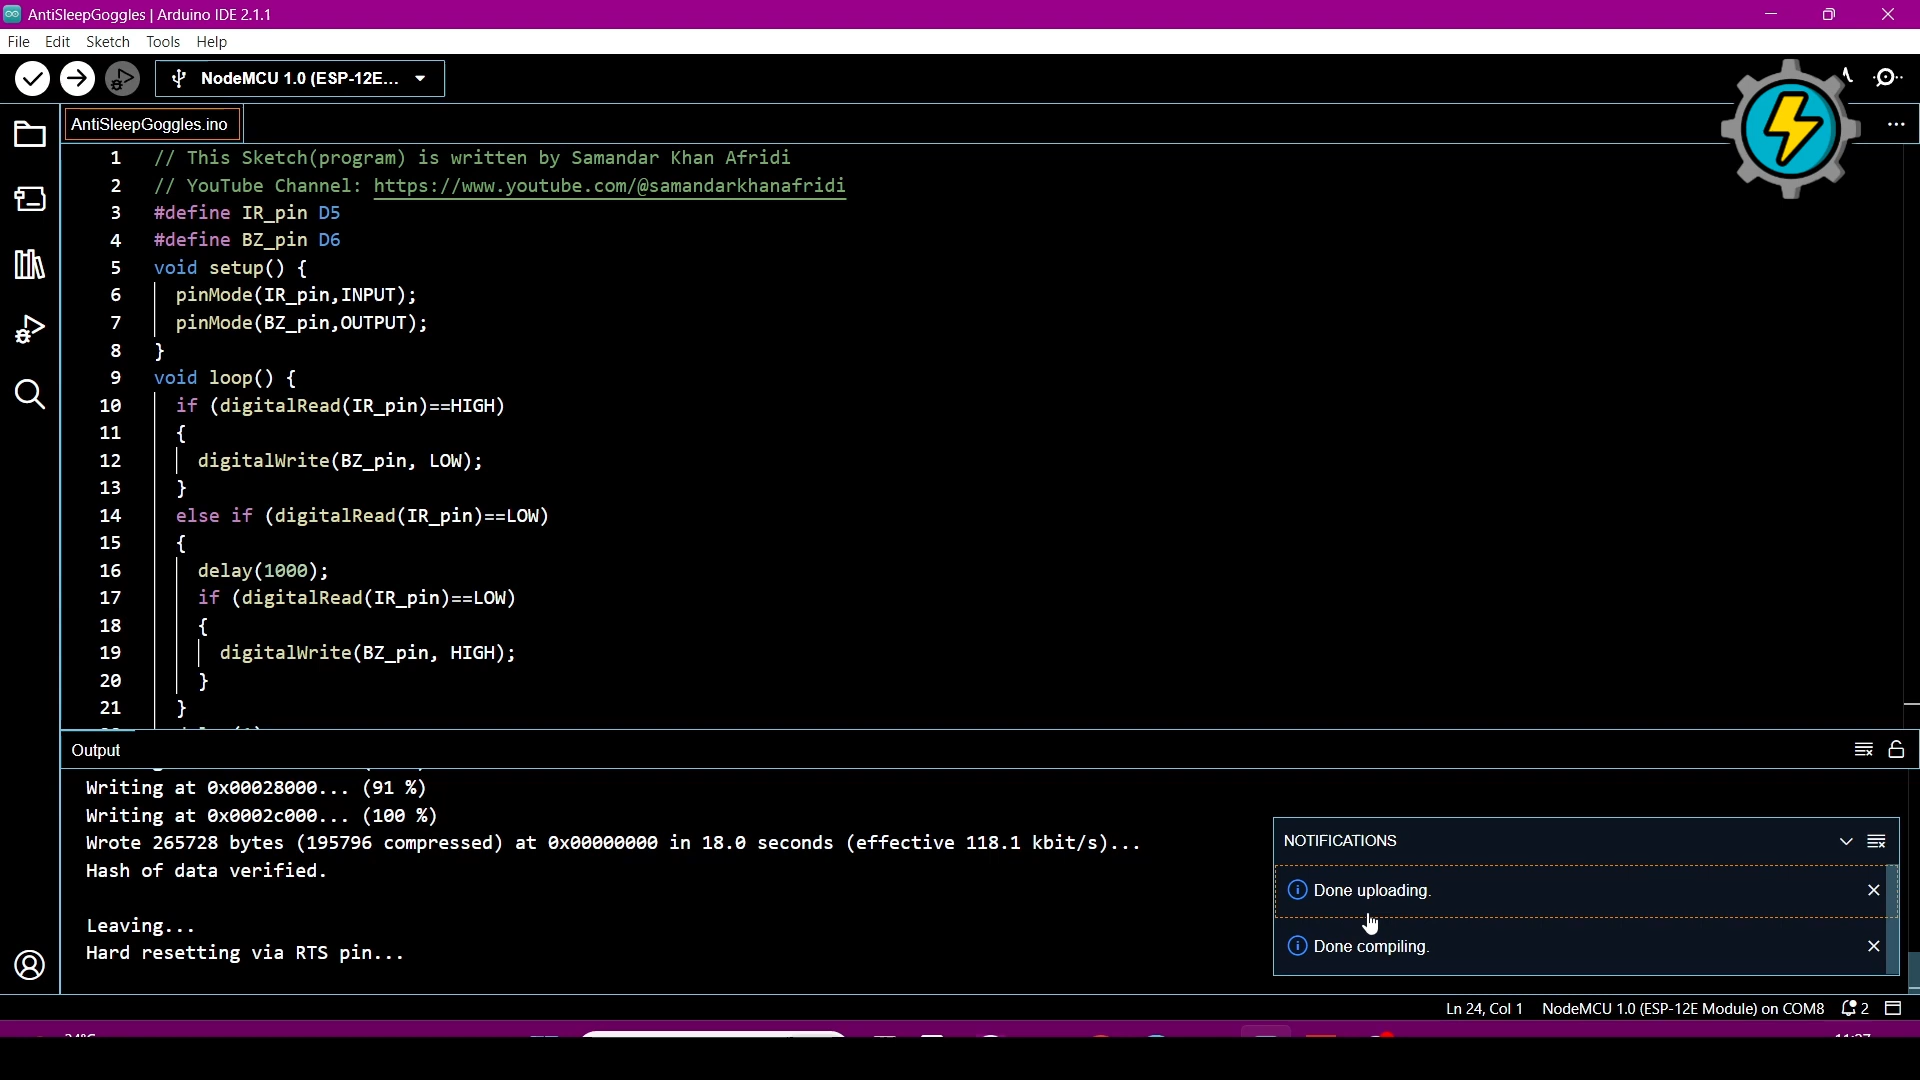 AntiSleepGoggles | Arduino IDE 2.1.1
File Edit Sketch Tools Help
NodeMCU 1.0 (ESP-12E...
AntiSleepGoggles.ino
1 // This Sketch(program) is written by Samandar Khan Afridi
2 // YouTube Channel: https://www.youtube.com/@samandarkhanafridi
3 #define IR_pin D5
4 #define BZ_pin D6
5 void setup() {
6 pinMode(IR_pin,INPUT);
7 pinMode(BZ_pin,OUTPUT);
8 }
9 void loop() {
10 if (digitalRead(IR_pin)==HIGH)
11 {
12 digitalWrite(BZ_pin, LOW);
13 }
14 else if (digitalRead(IR_pin)==LOW)
15 {
16 delay(1000);
17 if (digitalRead(IR_pin)==LOW)
18 {
19 digitalWrite(BZ_pin, HIGH);
20 }
21 }
Output
Writing at 0x00028000... (91 %)
Writing at 0x0002c000... (100 %)
Wrote 265728 bytes (195796 compressed) at 0x00000000 in 18.0 seconds (effective 118.1 kbit/s)...
Hash of data verified.
Leaving...
Hard resetting via RTS pin...
NOTIFICATIONS
Done uploading.
Done compiling.
Ln 24, Col 1 NodeMCU 1.0 (ESP-12E Module) on COM8 2